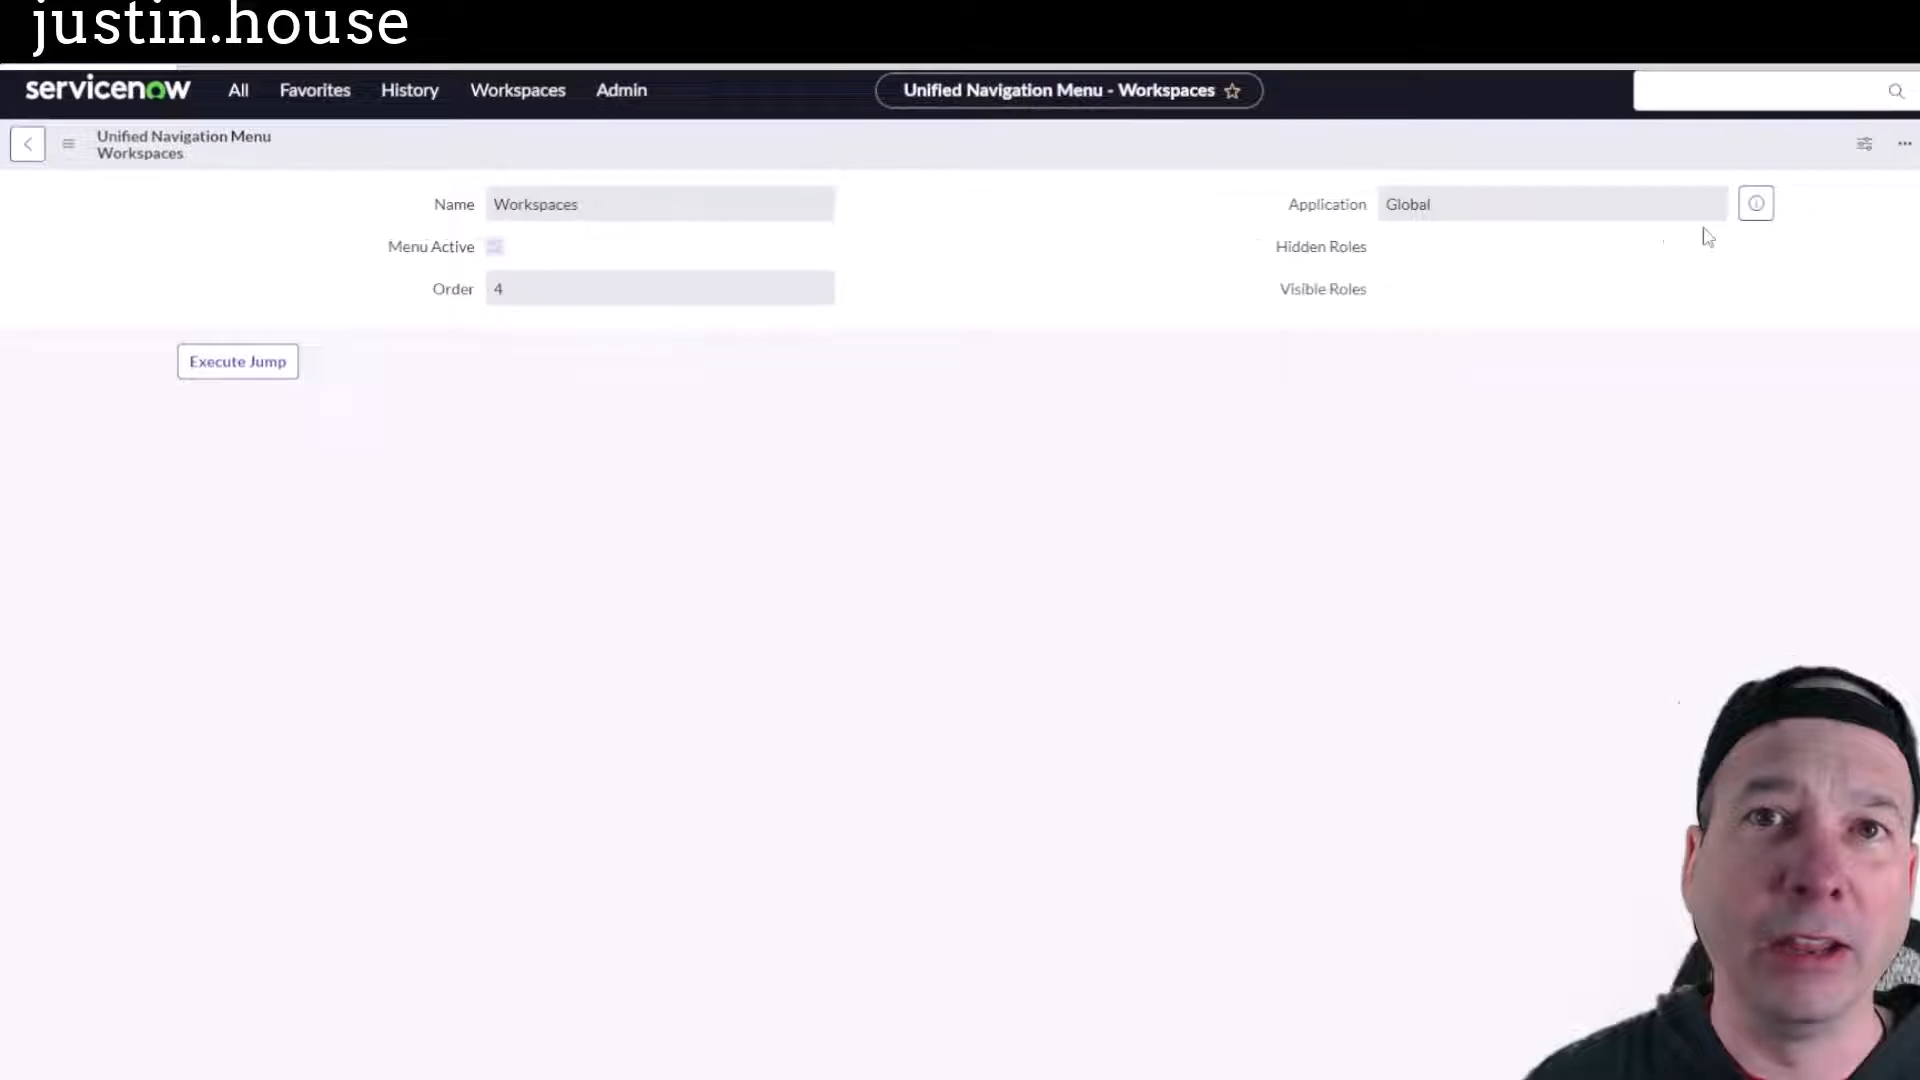 justin.house
servicenow All Favorites History Workspaces Admin Unified Navigation Menu - Workspaces
Unified Navigation Menu
Workspaces
Name Workspaces Application Global
Menu Active Hidden Roles
Order 4 Visible Roles
Execute Jump